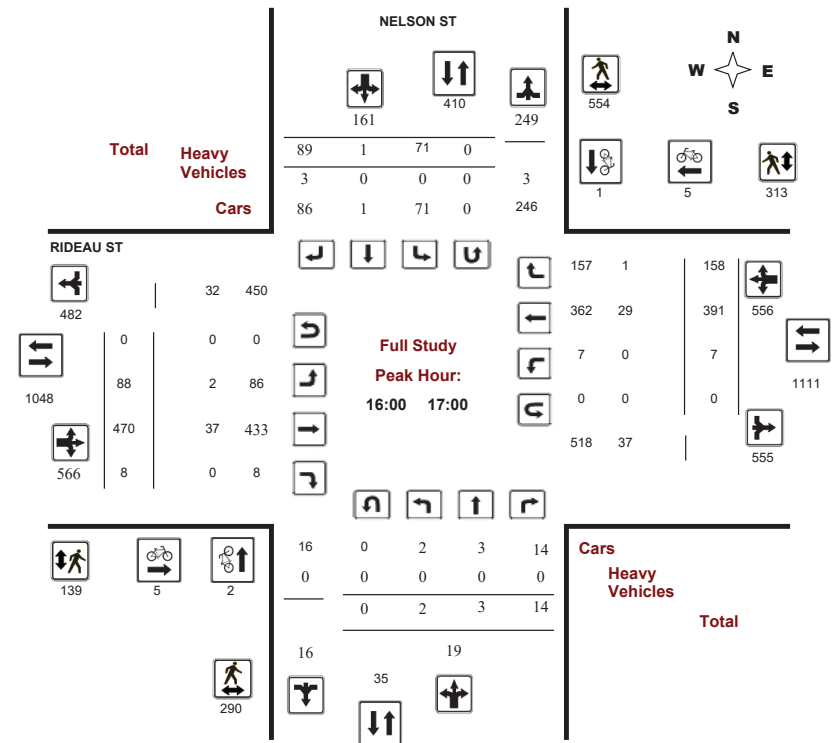 NELSON ST
N
W E
S
410
554
161
249
Total
Heavy
Vehicles
Cars
89 1 71 0
3 0 0 0 3
86 1 71 0 246
1 5 313
RIDEAU ST
482
32 450
157 1 158
556
362 29 391
0 0 0
Full Study
Peak Hour:
16:00 17:00
7 0 7
1048
88 2 86
0 0 0
1111
470 37 433
518 37
555
566
8 0 8
139 5 2
16 0 2 3 14
0 0 0 0 0
0 2 3 14
Cars
Heavy
Vehicles
Total
16 19
35
290